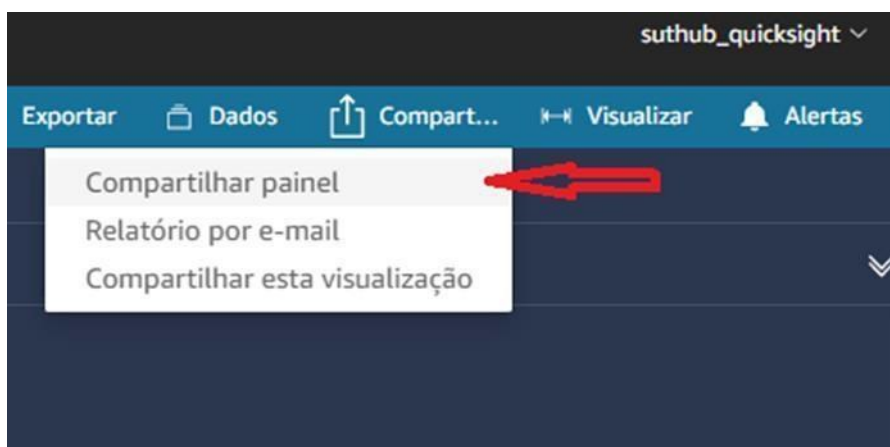 suthub_quicksight
Exportar Dados Compart... Visualizar Alertas
Compartilhar painel
Relatório por e-mail
Compartilhar esta visualização